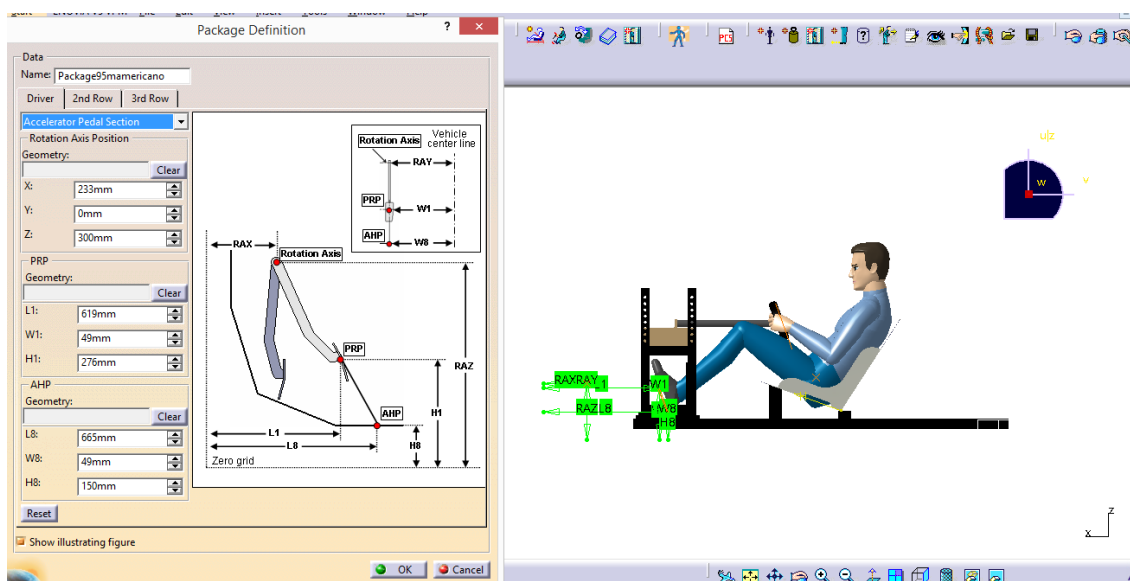 Package Definition
? ×
Data
Name: Package95mamericano
Driver 2nd Row 3rd Row
Accelerator Pedal Section
Rotation Axis Position
Geometry:
Clear
X: 233mm
Y: 0mm
Z: 300mm
PRP
Geometry:
Clear
L1: 619mm
W1: 49mm
H1: 276mm
AHP
Geometry:
Clear
L8: 665mm
W8: 49mm
H8: 150mm
Reset
Show illustrating figure
OK Cancel
Rotation Axis
Vehicle
center line
RAY
PRP
W1
AHP
W8
RAX
Rotation Axis
PRP
RAZ
H1
AHP
L1
H8
L8
Zero grid
PCS
u|z
w
v
RAXRAY 1
W1
RAZL8
W8
H8
z
x